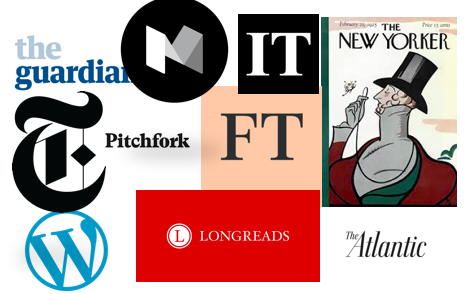 the
guardian
IT
February 21, 1925 THE Price 15 cents
NEW YORKER
T
Pitchfork
FT
W
L LONGREADS
The Atlantic